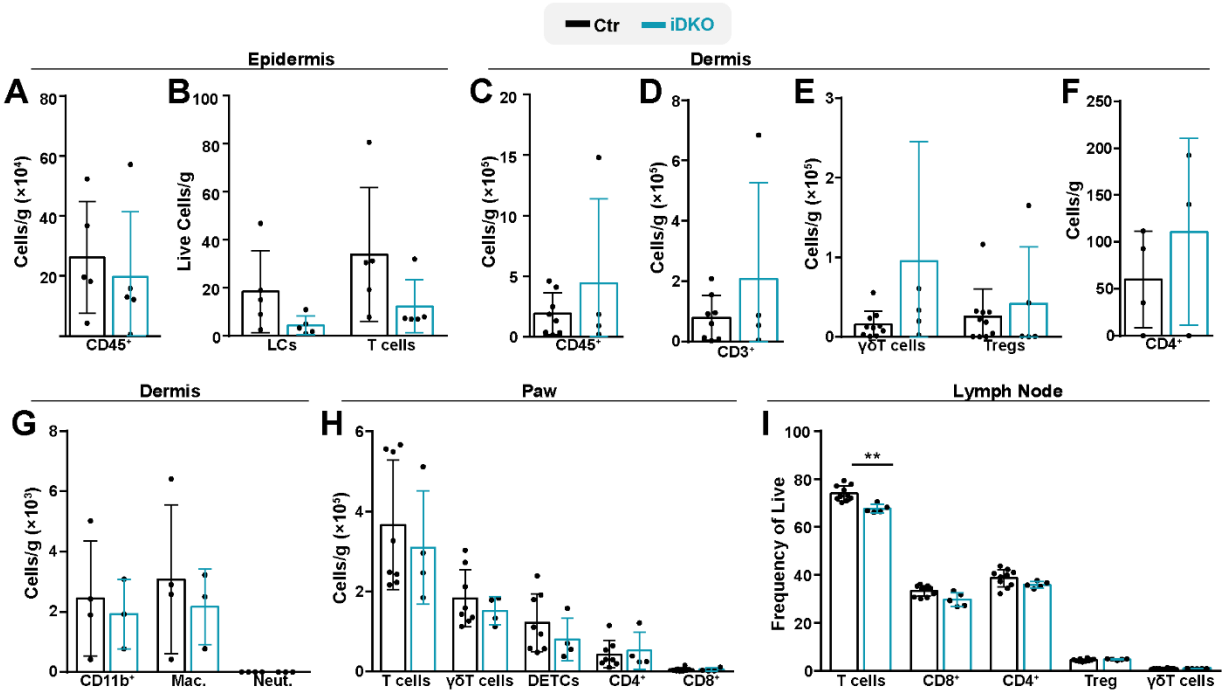 Ctr iDKO
Epidermis Dermis
A B C D E F
Cells/g (×10⁴)
80
60
40
20
CD45⁺
Live Cells/g
100
80
60
40
20
0
LCs T cells
Cells/g (×10⁵)
20
15
10
5
0
CD45⁺
Cells/g (×10⁵)
8
6
4
2
0
CD3⁺
Cells/g (×10⁵)
3
2
1
0
γδT cells Tregs
Cells/g
250
200
150
100
50
0
CD4⁺
Dermis Paw Lymph Node
G H I
Cells/g (×10³)
8
6
4
2
0
CD11b⁺ Mac. Neut.
Cells/g (×10⁵)
6
4
2
0
T cells γδT cells DETCs CD4⁺ CD8⁺
Frequency of Live
100
80
60
40
20
0
**
T cells CD8⁺ CD4⁺ Treg γδT cells